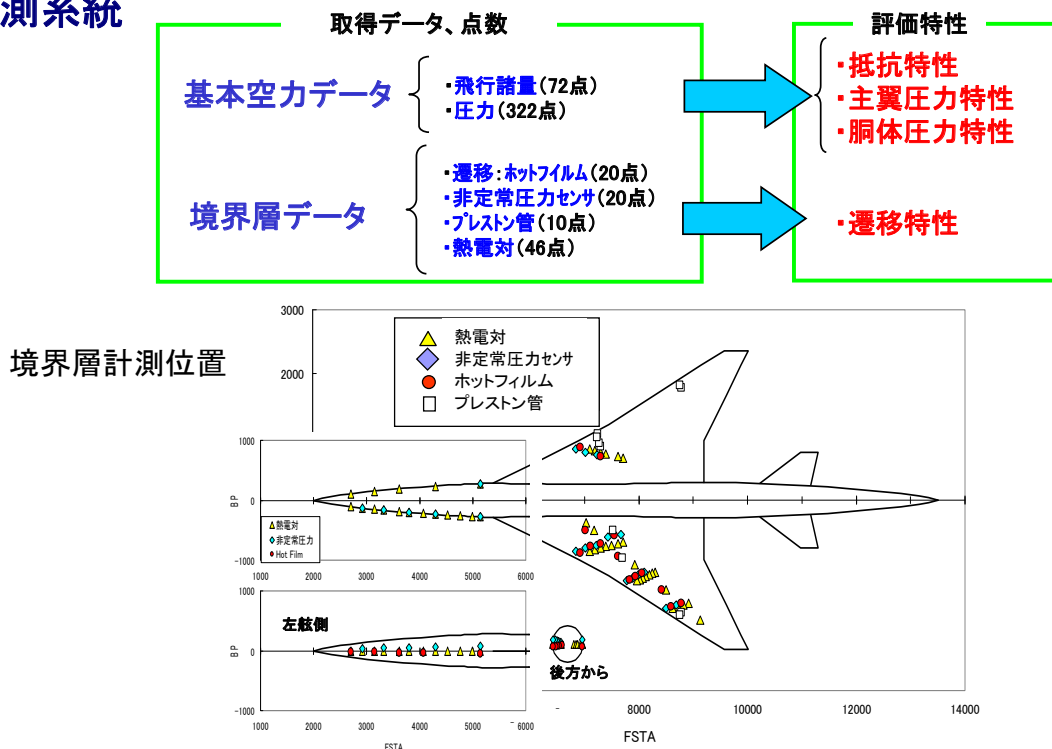 測系統
取得データ、点数
評価特性
基本空力データ
・飛行諸量(72点)
・圧力(322点)
・抵抗特性
・主翼圧力特性
・胴体圧力特性
境界層データ
・遷移:ホットフイルム(20点)
・非定常圧力センサ(20点)
・プレストン管(10点)
・熱電対(46点)
・遷移特性
境界層計測位置
3000
2000
熱電対
非定常圧力センサ
ホットフィルム
プレストン管
1000
0
-1000
BP
熱電対
非定常圧力
Hot Film
1000 2000 3000 4000 5000 6000
左舷側
1000
0
-1000
BP
1000 2000 3000 4000 5000 6000
FSTA
後方から
8000 10000 12000 14000
FSTA